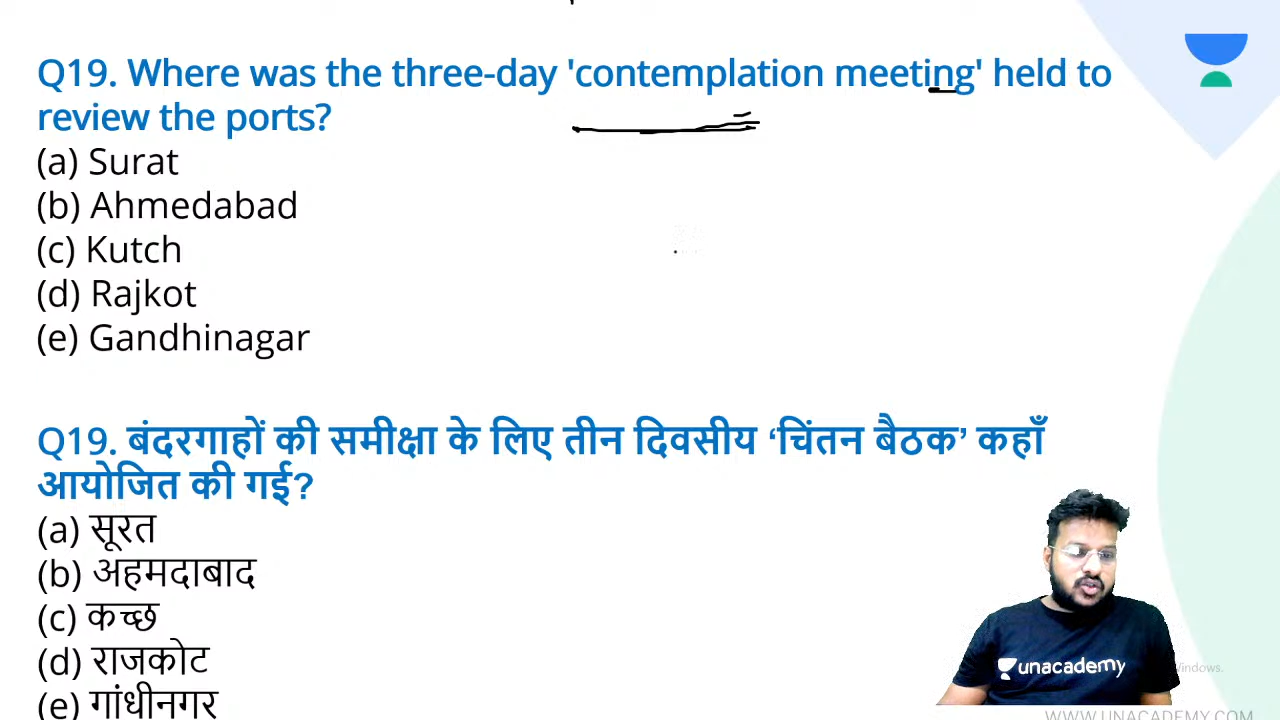 Q19. Where was the three-day 'contemplation meeting' held to
review the ports?
(a) Surat
(b) Ahmedabad
(c) Kutch
(d) Rajkot
(e) Gandhinagar
Q19. बंदरगाहों की समीक्षा के लिए तीन दिवसीय ‘चिंतन बैठक’ कहाँ
आयोजित की गई?
(a) सूरत
(b) अहमदाबाद
(c) कच्छ
(d) राजकोट
(e) गांधीनगर
unacademy
Windows.
WWW.UNACADEMY.COM